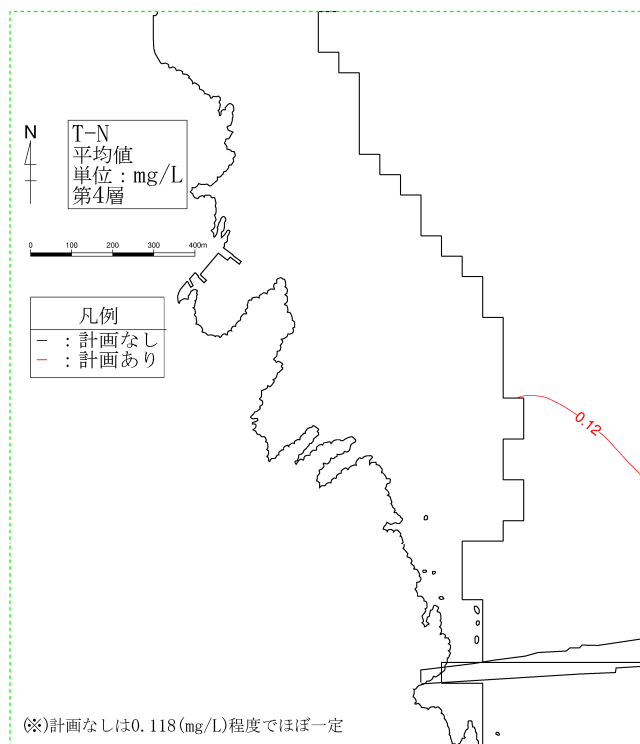 N
T-N
平均値
単位：mg/L
第4層
0 100 200 300 400m
凡例
－ ：計画なし
－ ：計画あり
0.12
(※)計画なしは0.118(mg/L)程度でほぼ一定